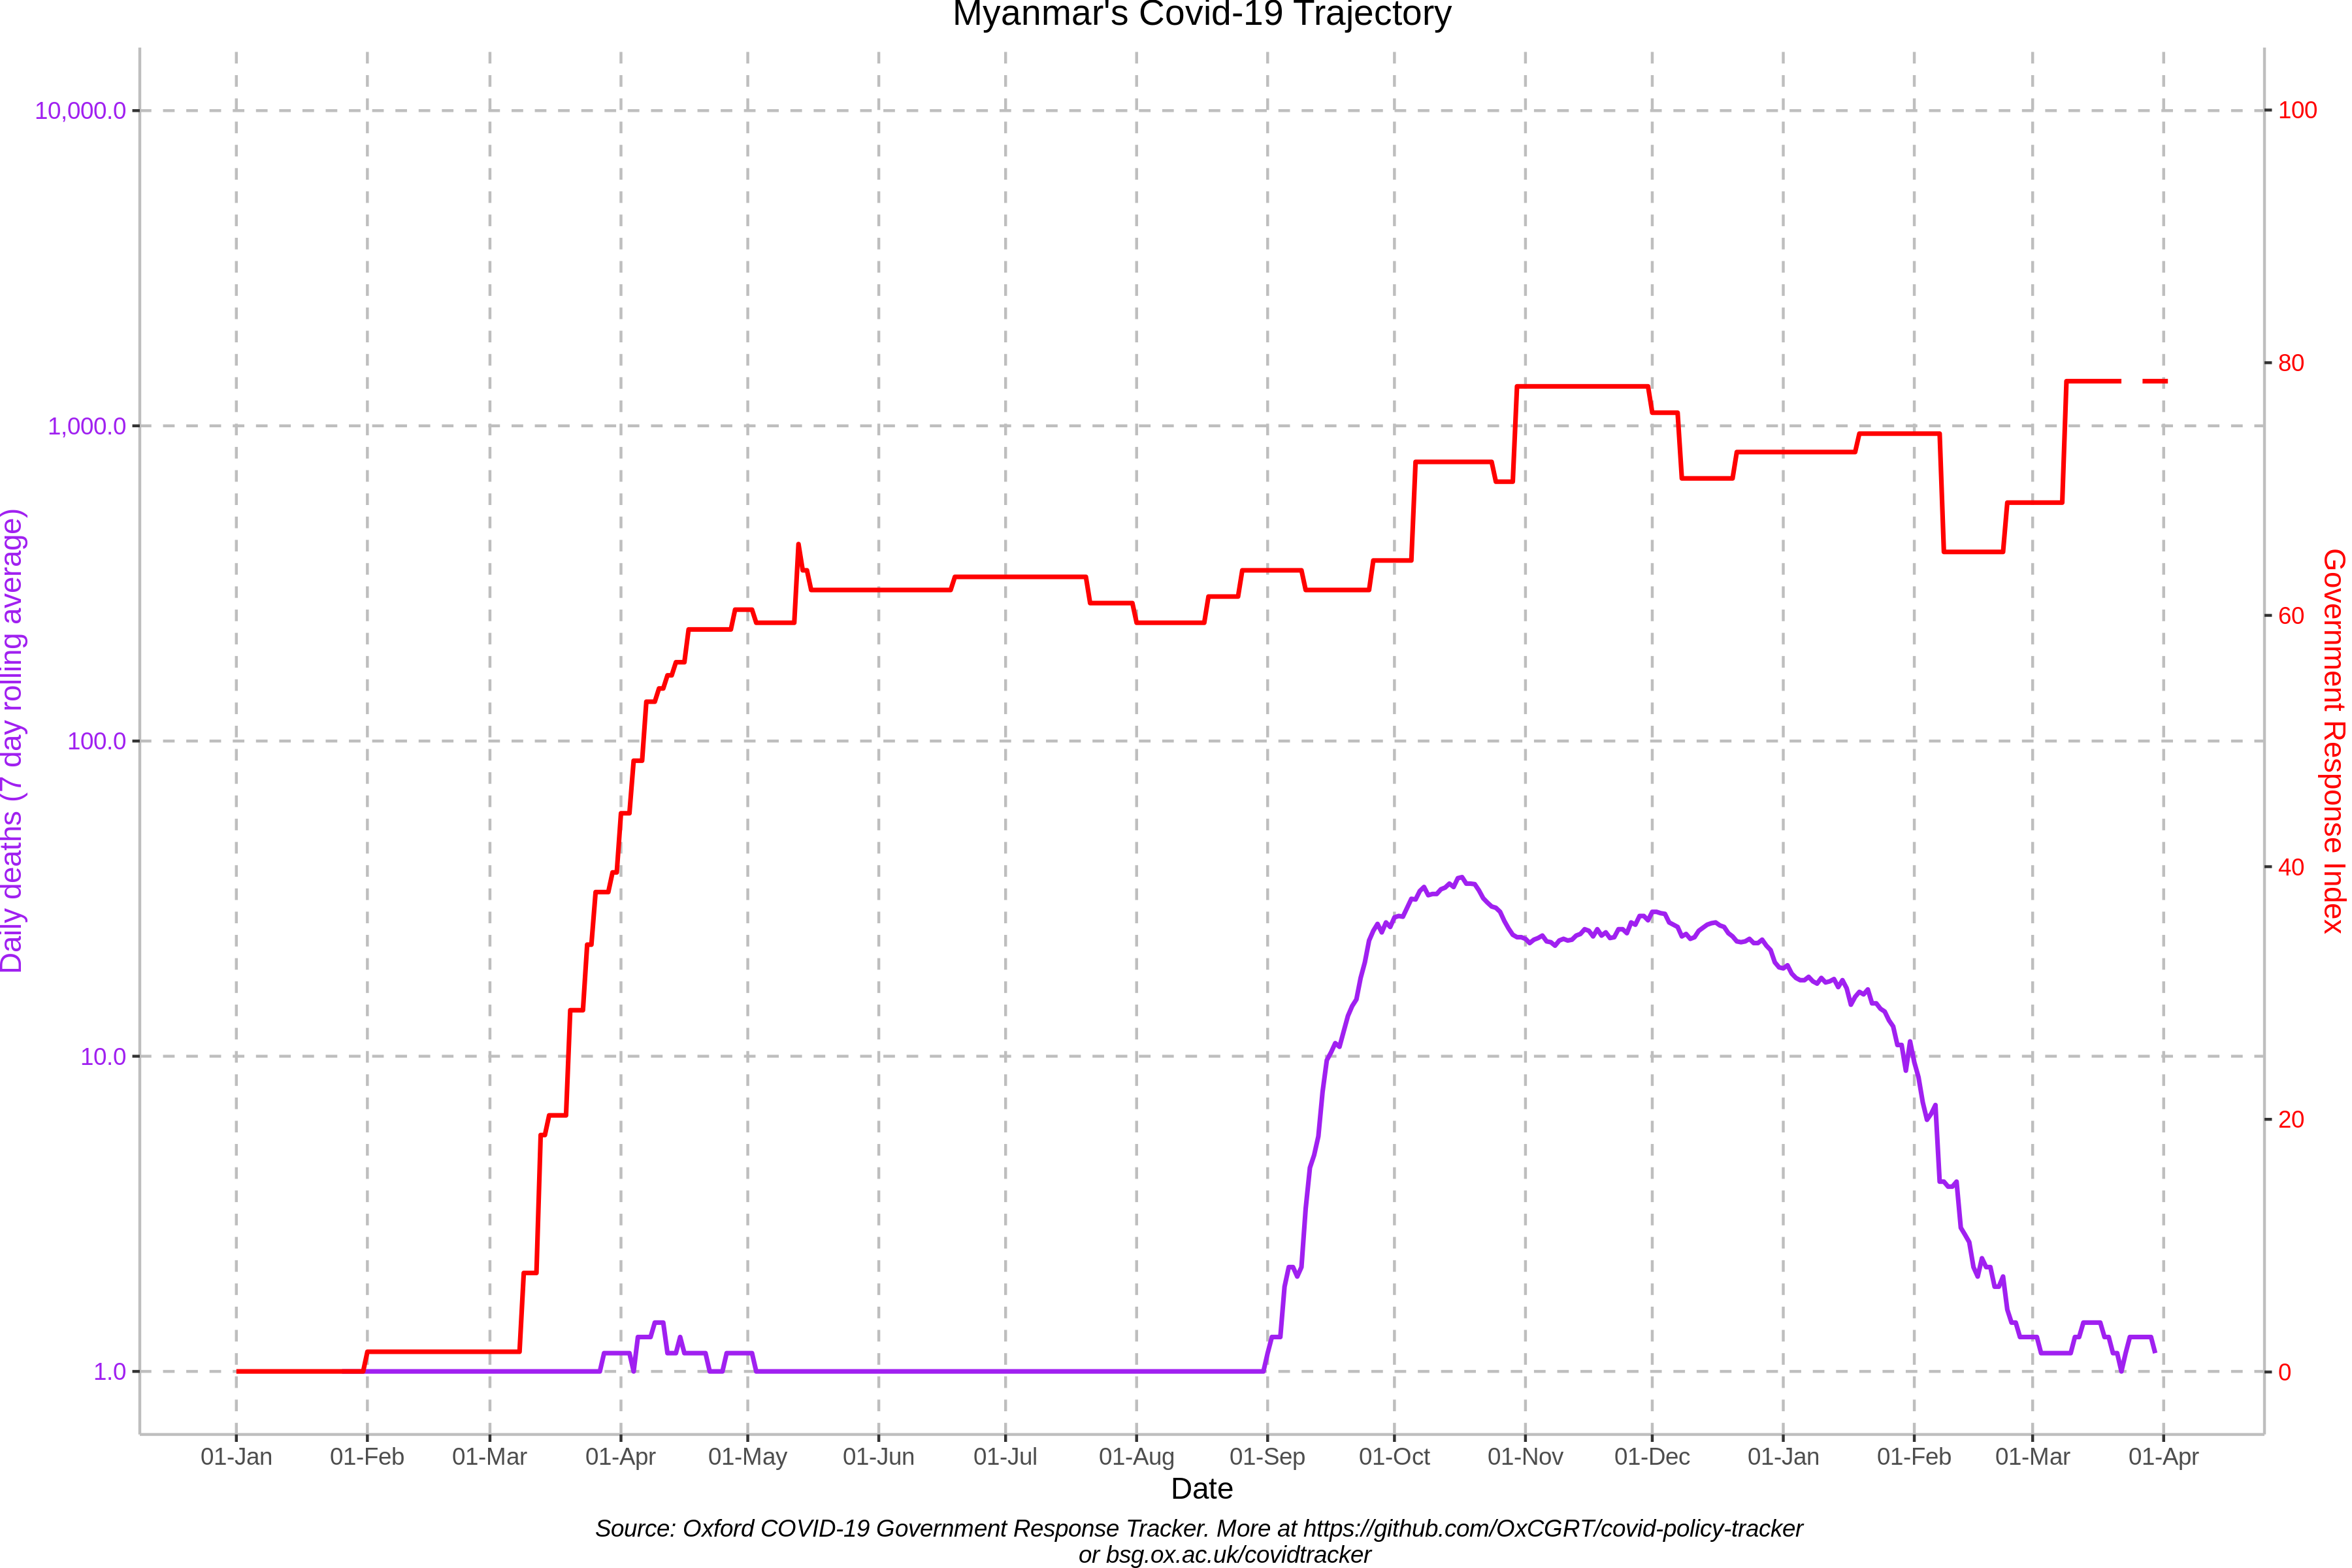 Myanmar's Covid-19 Trajectory
10,000.0
1,000.0
100.0
10.0
1.0
Daily deaths (7 day rolling average)
100
80
60
40
20
0
Government Response Index
01-Jan 01-Feb 01-Mar 01-Apr 01-May 01-Jun 01-Jul 01-Aug 01-Sep 01-Oct 01-Nov 01-Dec 01-Jan 01-Feb 01-Mar 01-Apr
Date
Source: Oxford COVID-19 Government Response Tracker. More at https://github.com/OxCGRT/covid-policy-tracker
or bsg.ox.ac.uk/covidtracker